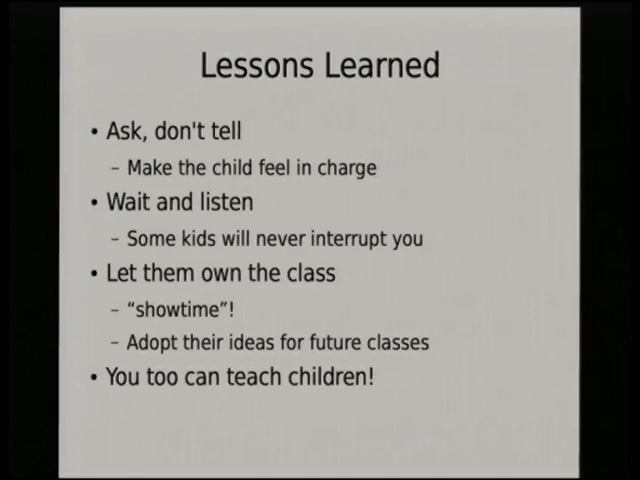 Lessons Learned
• Ask, don't tell
– Make the child feel in charge
• Wait and listen
– Some kids will never interrupt you
• Let them own the class
– “showtime”!
– Adopt their ideas for future classes
• You too can teach children!